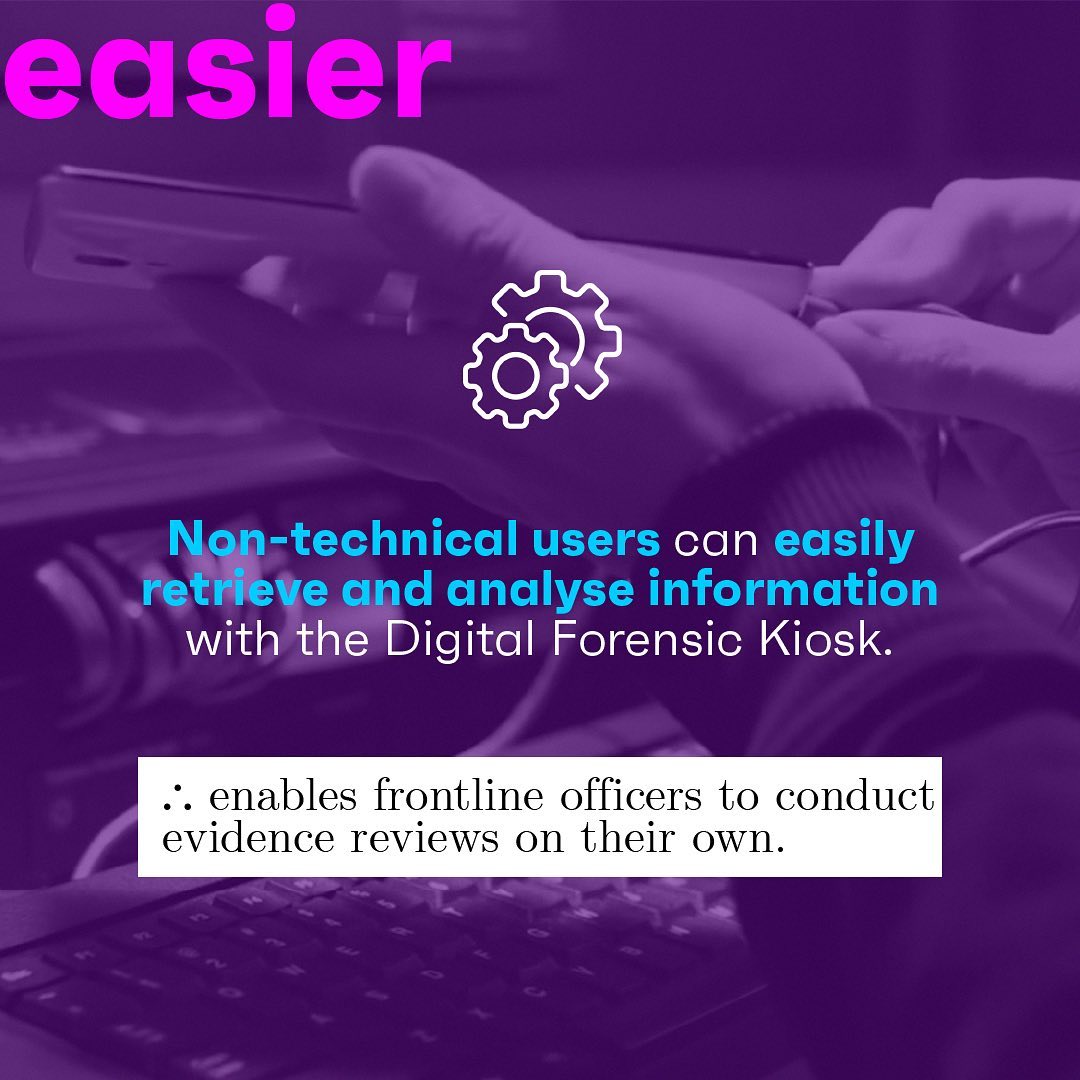 easier
Non-technical users can easily
retrieve and analyse information
with the Digital Forensic Kiosk.
∴ enables frontline officers to conduct
evidence reviews on their own.